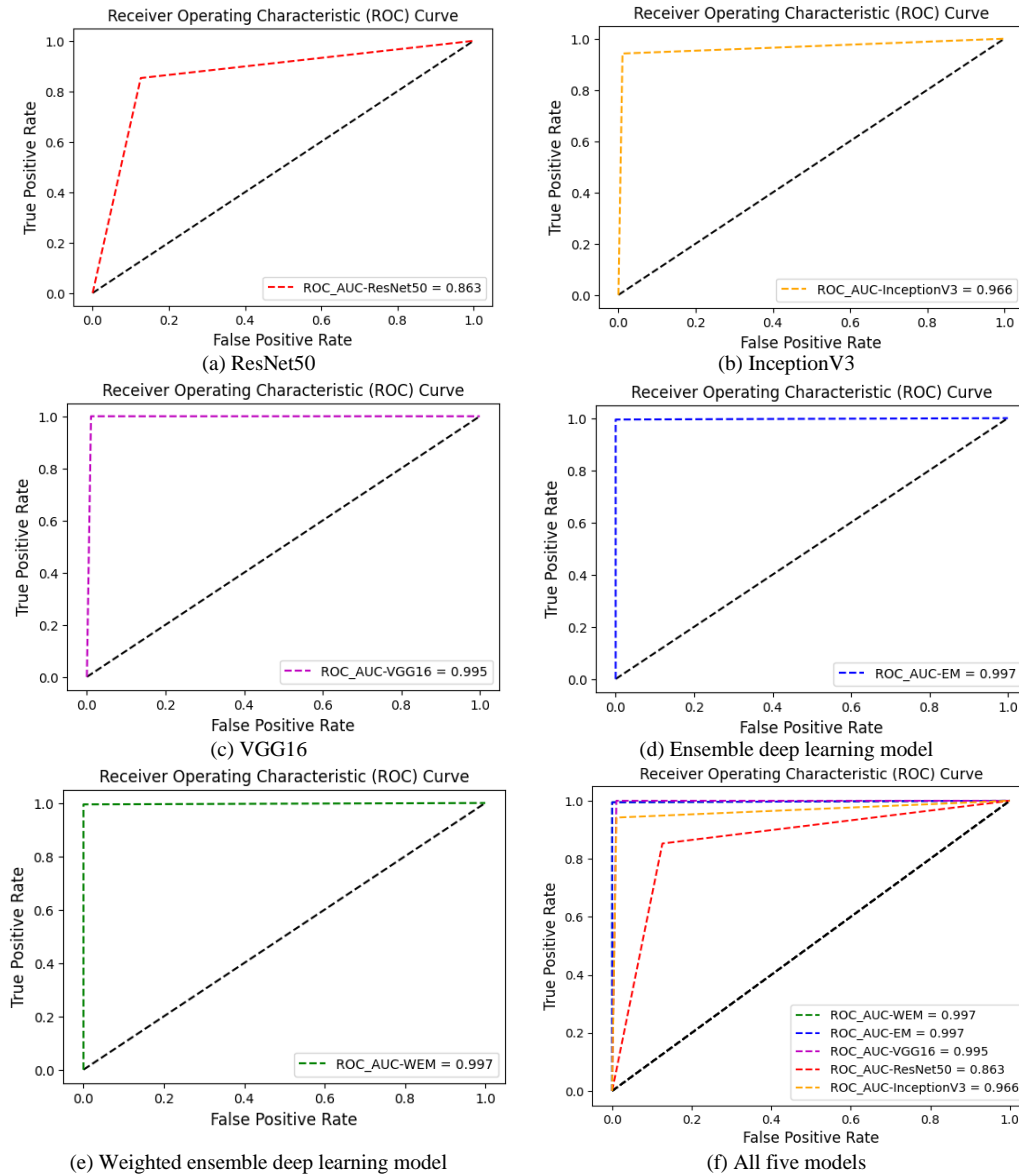 Receiver Operating Characteristic (ROC) Curve
True Positive Rate
1.0
0.8
0.6
0.4
0.2
0.0
ROC_AUC-ResNet50 = 0.863
0.0 0.2 0.4 0.6 0.8 1.0
False Positive Rate
(a) ResNet50
Receiver Operating Characteristic (ROC) Curve
True Positive Rate
1.0
0.8
0.6
0.4
0.2
0.0
ROC_AUC-InceptionV3 = 0.966
0.0 0.2 0.4 0.6 0.8 1.0
False Positive Rate
(b) InceptionV3
Receiver Operating Characteristic (ROC) Curve
True Positive Rate
1.0
0.8
0.6
0.4
0.2
0.0
ROC_AUC-VGG16 = 0.995
0.0 0.2 0.4 0.6 0.8 1.0
False Positive Rate
(c) VGG16
Receiver Operating Characteristic (ROC) Curve
True Positive Rate
1.0
0.8
0.6
0.4
0.2
0.0
ROC_AUC-EM = 0.997
0.0 0.2 0.4 0.6 0.8 1.0
False Positive Rate
(d) Ensemble deep learning model
Receiver Operating Characteristic (ROC) Curve
True Positive Rate
1.0
0.8
0.6
0.4
0.2
0.0
ROC_AUC-WEM = 0.997
0.0 0.2 0.4 0.6 0.8 1.0
False Positive Rate
(e) Weighted ensemble deep learning model
Receiver Operating Characteristic (ROC) Curve
True Positive Rate
1.0
0.8
0.6
0.4
0.2
0.0
ROC_AUC-WEM = 0.997
ROC_AUC-EM = 0.997
ROC_AUC-VGG16 = 0.995
ROC_AUC-ResNet50 = 0.863
ROC_AUC-InceptionV3 = 0.966
0.0 0.2 0.4 0.6 0.8 1.0
False Positive Rate
(f) All five models